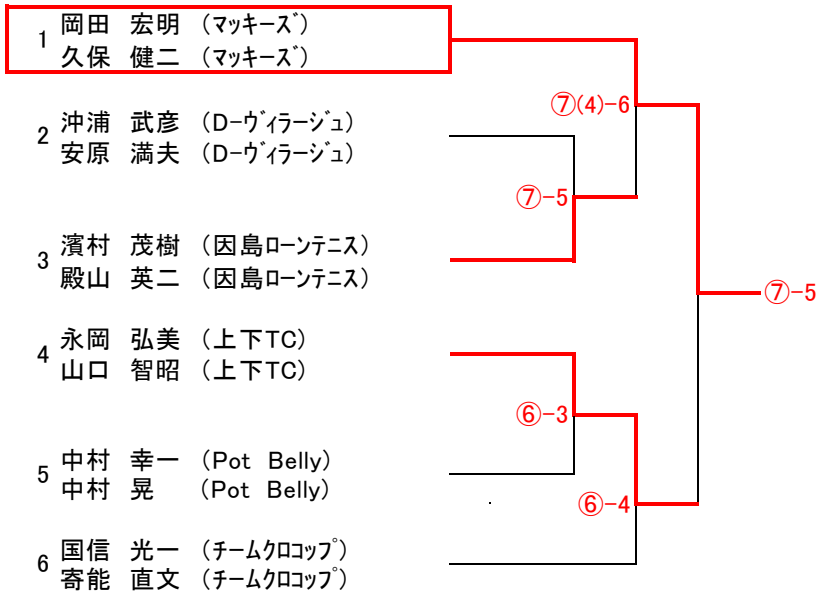 1 岡田 宏明 (マッキーズ)
久保 健二 (マッキーズ)
⑦(4)-6
2 沖浦 武彦 (D-ヴィラージュ)
安原 満夫 (D-ヴィラージュ)
⑦-5
3 濱村 茂樹 (因島ローンテニス)
殿山 英二 (因島ローンテニス)
⑦-5
4 永岡 弘美 (上下TC)
山口 智昭 (上下TC)
⑥-3
5 中村 幸一 (Pot Belly)
中村 晃 (Pot Belly)
⑥-4
6 国信 光一 (チームクロコップ)
寄能 直文 (チームクロコップ)